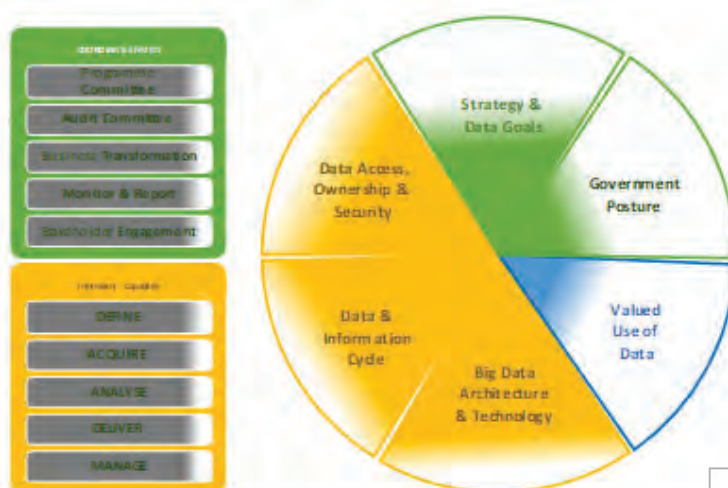 Programme
Committee
Audit Committee
Business Transformation
Monitor & Report
Stakeholder Engagement
DEFINE
ACQUIRE
ANALYSE
DELIVER
MANAGE
Strategy &
Data Goals
Government
Posture
Valued
Use of
Data
Big Data
Architecture
& Technology
Data &
Information
Cycle
Data Access,
Ownership &
Security